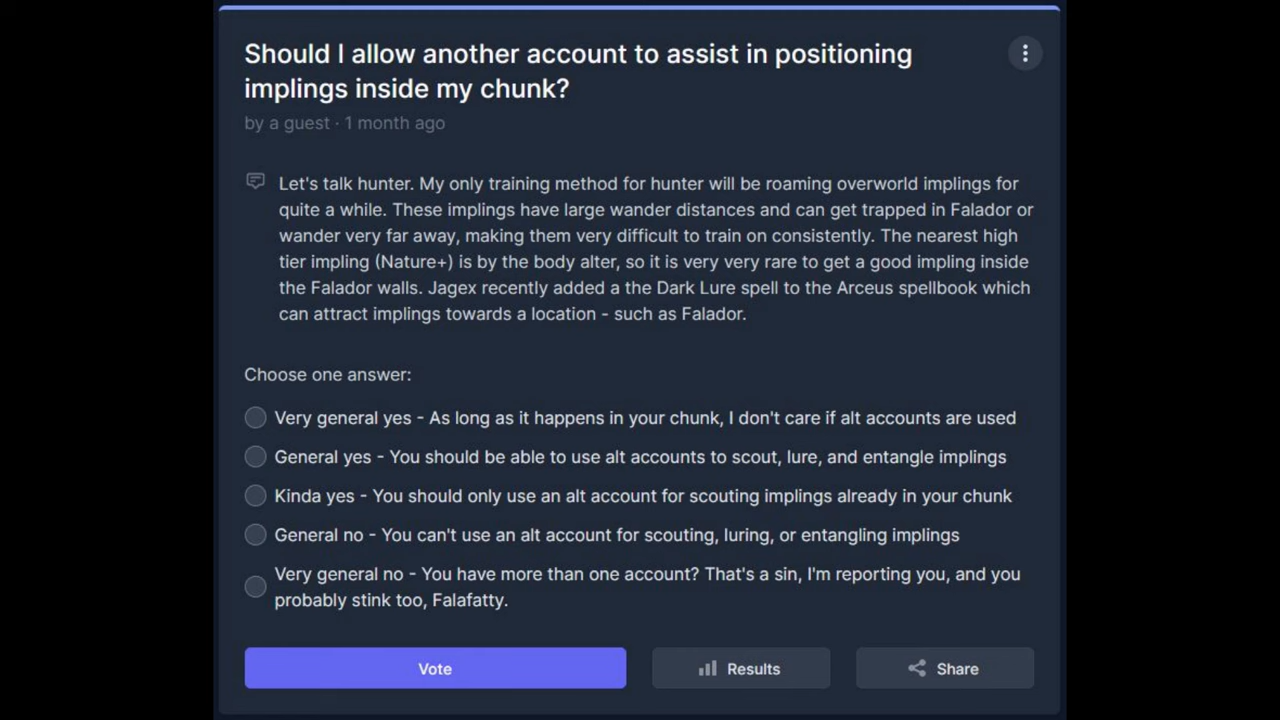 Should I allow another account to assist in positioning
implings inside my chunk?
by a guest · 1 month ago
Let's talk hunter. My only training method for hunter will be roaming overworld implings for
quite a while. These implings have large wander distances and can get trapped in Falador or
wander very far away, making them very difficult to train on consistently. The nearest high
tier impling (Nature+) is by the body alter, so it is very very rare to get a good impling inside
the Falador walls. Jagex recently added a the Dark Lure spell to the Arceus spellbook which
can attract implings towards a location - such as Falador.
Choose one answer:
Very general yes - As long as it happens in your chunk, I don't care if alt accounts are used
General yes - You should be able to use alt accounts to scout, lure, and entangle implings
Kinda yes - You should only use an alt account for scouting implings already in your chunk
General no - You can't use an alt account for scouting, luring, or entangling implings
Very general no - You have more than one account? That's a sin, I'm reporting you, and you
probably stink too, Falafatty.
Vote
Results
Share